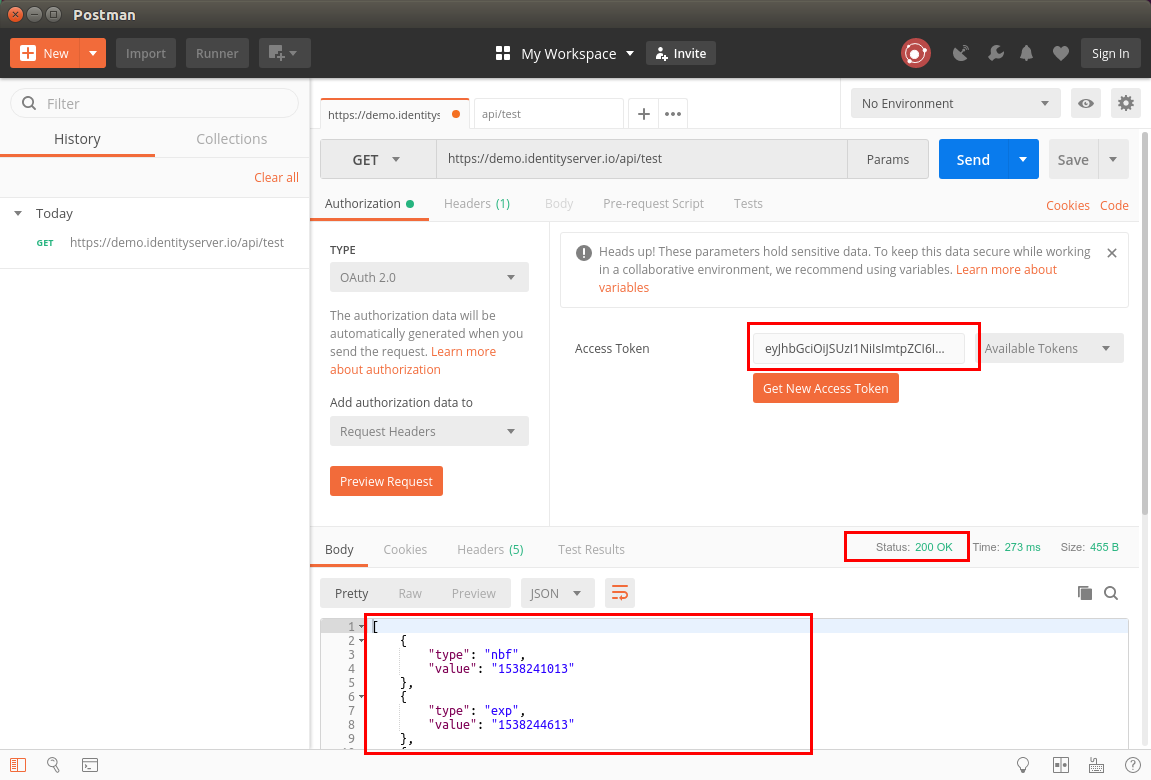 Postman
New
Import
Runner
My Workspace
Invite
Sign In
Filter
History
Collections
Clear all
Today
GET https://demo.identityserver.io/api/test
https://demo.identitys
api/test
No Environment
GET
https://demo.identityserver.io/api/test
Params
Send
Save
Authorization
Headers (1)
Body
Pre-request Script
Tests
Cookies
Code
TYPE
OAuth 2.0
The authorization data will be
automatically generated when you
send the request. Learn more
about authorization
Add authorization data to
Request Headers
Preview Request
Heads up! These parameters hold sensitive data. To keep this data secure while working
in a collaborative environment, we recommend using variables. Learn more about
variables
Access Token
eyJhbGciOiJSUzI1NiIsImtpZCI6I...
Available Tokens
Get New Access Token
Body
Cookies
Headers (5)
Test Results
Status: 200 OK
Time: 273 ms
Size: 455 B
Pretty
Raw
Preview
JSON
1 [
2 {
3 "type": "nbf",
4 "value": "1538241013"
5 },
6 {
7 "type": "exp",
8 "value": "1538244613"
9 },